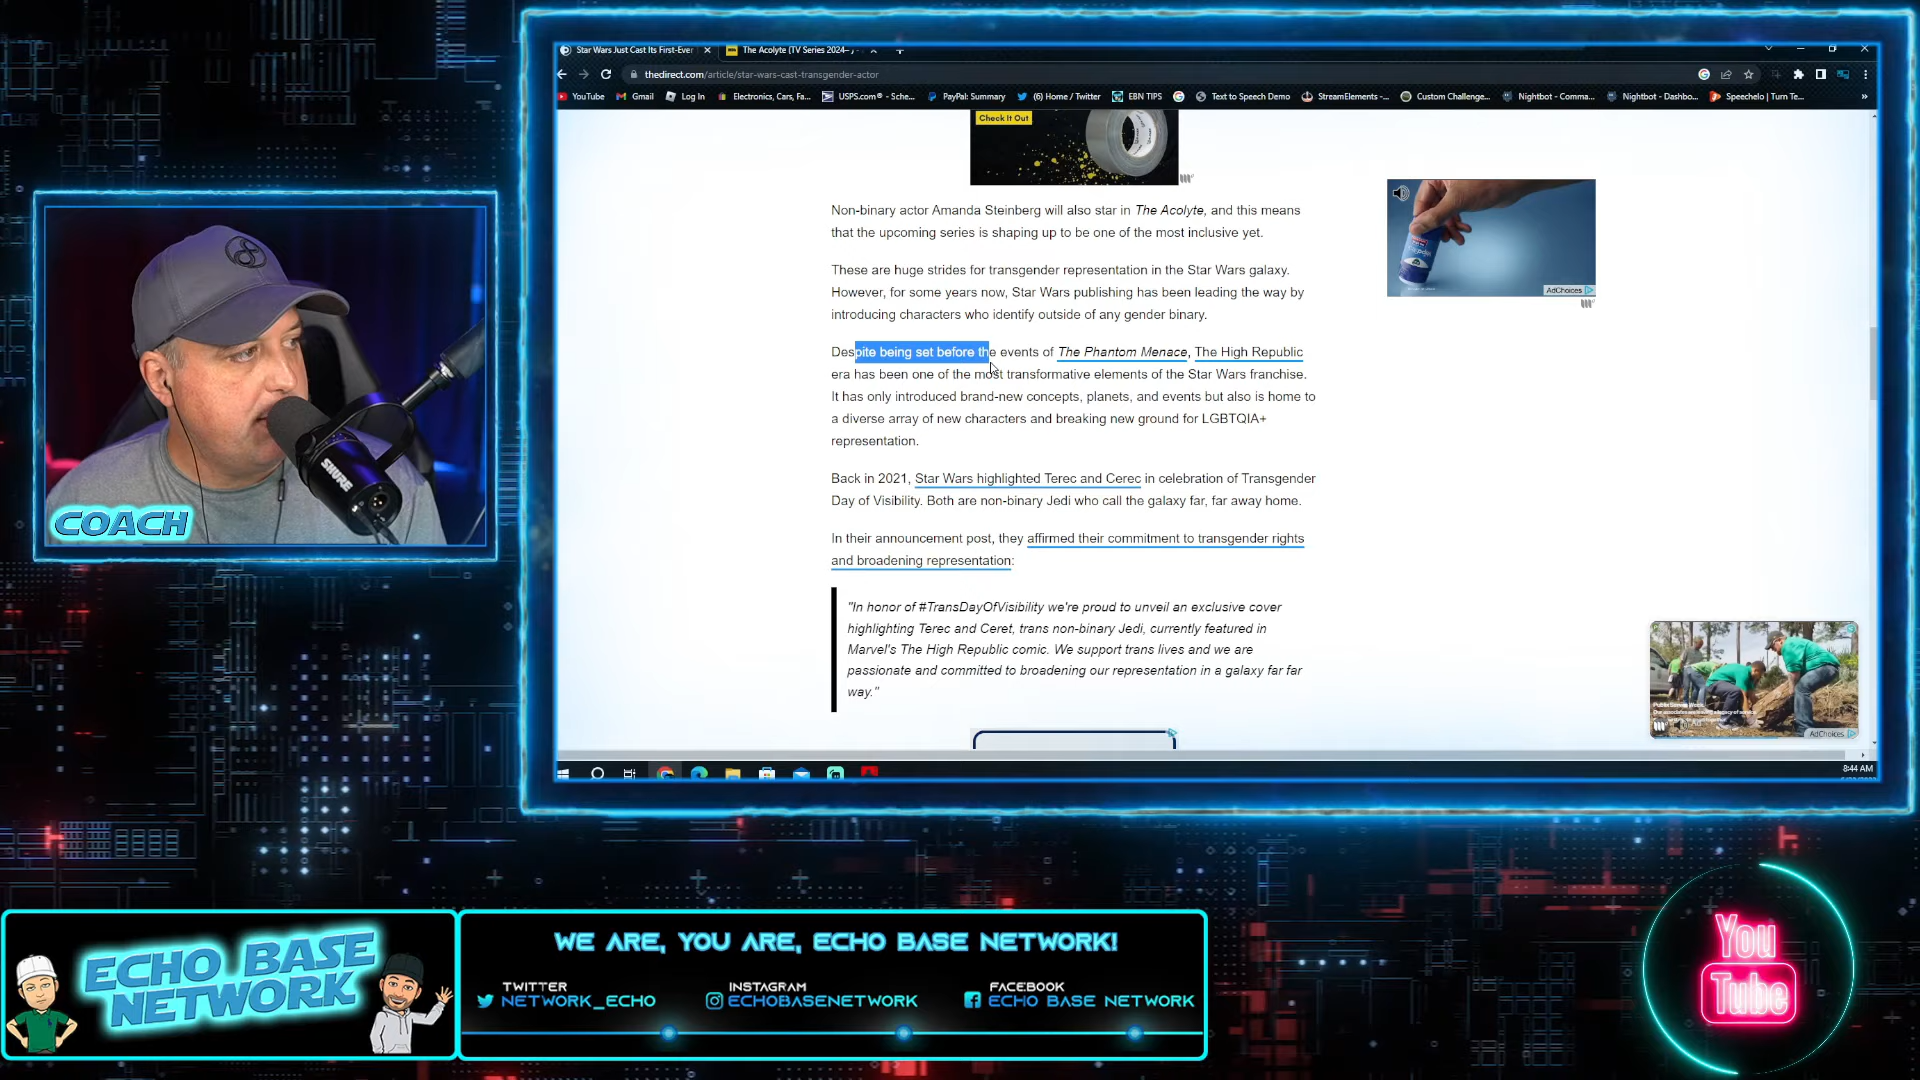 Star Wars Just Cast Its First-Ever
The Acolyte (TV Series 2024– ) -
thedirect.com/article/star-wars-cast-transgender-actor
YouTube
Gmail
Log In
Electronics, Cars, Fa...
USPS.com® - Sche...
PayPal: Summary
(6) Home / Twitter
EBN TIPS
Text to Speech Demo
StreamElements -...
Custom Challenge...
Nightbot - Comma...
Nightbot - Dashbo...
Speechelo | Turn Te...
Check It Out
Non-binary actor Amanda Steinberg will also star in The Acolyte, and this means
that the upcoming series is shaping up to be one of the most inclusive yet.
These are huge strides for transgender representation in the Star Wars galaxy.
However, for some years now, Star Wars publishing has been leading the way by
introducing characters who identify outside of any gender binary.
Despite being set before the events of The Phantom Menace, The High Republic
era has been one of the most transformative elements of the Star Wars franchise.
It has only introduced brand-new concepts, planets, and events but also is home to
a diverse array of new characters and breaking new ground for LGBTQIA+
representation.
Back in 2021, Star Wars highlighted Terec and Cerec in celebration of Transgender
Day of Visibility. Both are non-binary Jedi who call the galaxy far, far away home.
In their announcement post, they affirmed their commitment to transgender rights
and broadening representation:
"In honor of #TransDayOfVisibility we're proud to unveil an exclusive cover
highlighting Terec and Ceret, trans non-binary Jedi, currently featured in
Marvel's The High Republic comic. We support trans lives and we are
passionate and committed to broadening our representation in a galaxy far far
way."
AdChoices
AdChoices
8:44 AM
SHURE
COACH
ECHO BASE
NETWORK
WE ARE, YOU ARE, ECHO BASE NETWORK!
TWITTER
NETWORK_ECHO
INSTAGRAM
ECHOBASENETWORK
FACEBOOK
ECHO BASE NETWORK
You
Tube